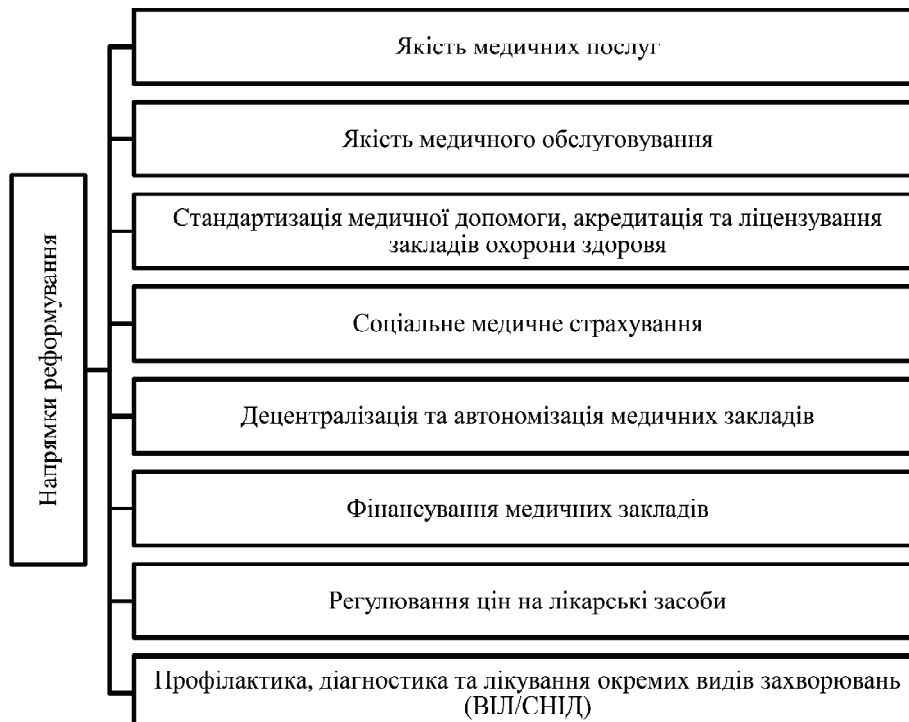 Напрямки реформування
Якість медичних послуг
Якість медичного обслуговування
Стандартизація медичної допомоги, акредитація та ліцензування
закладів охорони здоровя
Соціальне медичне страхування
Децентралізація та автономізація медичних закладів
Фінансування медичних закладів
Регулювання цін на лікарські засоби
Профілактика, діагностика та лікування окремих видів захворювань
(ВІЛ/СНІД)